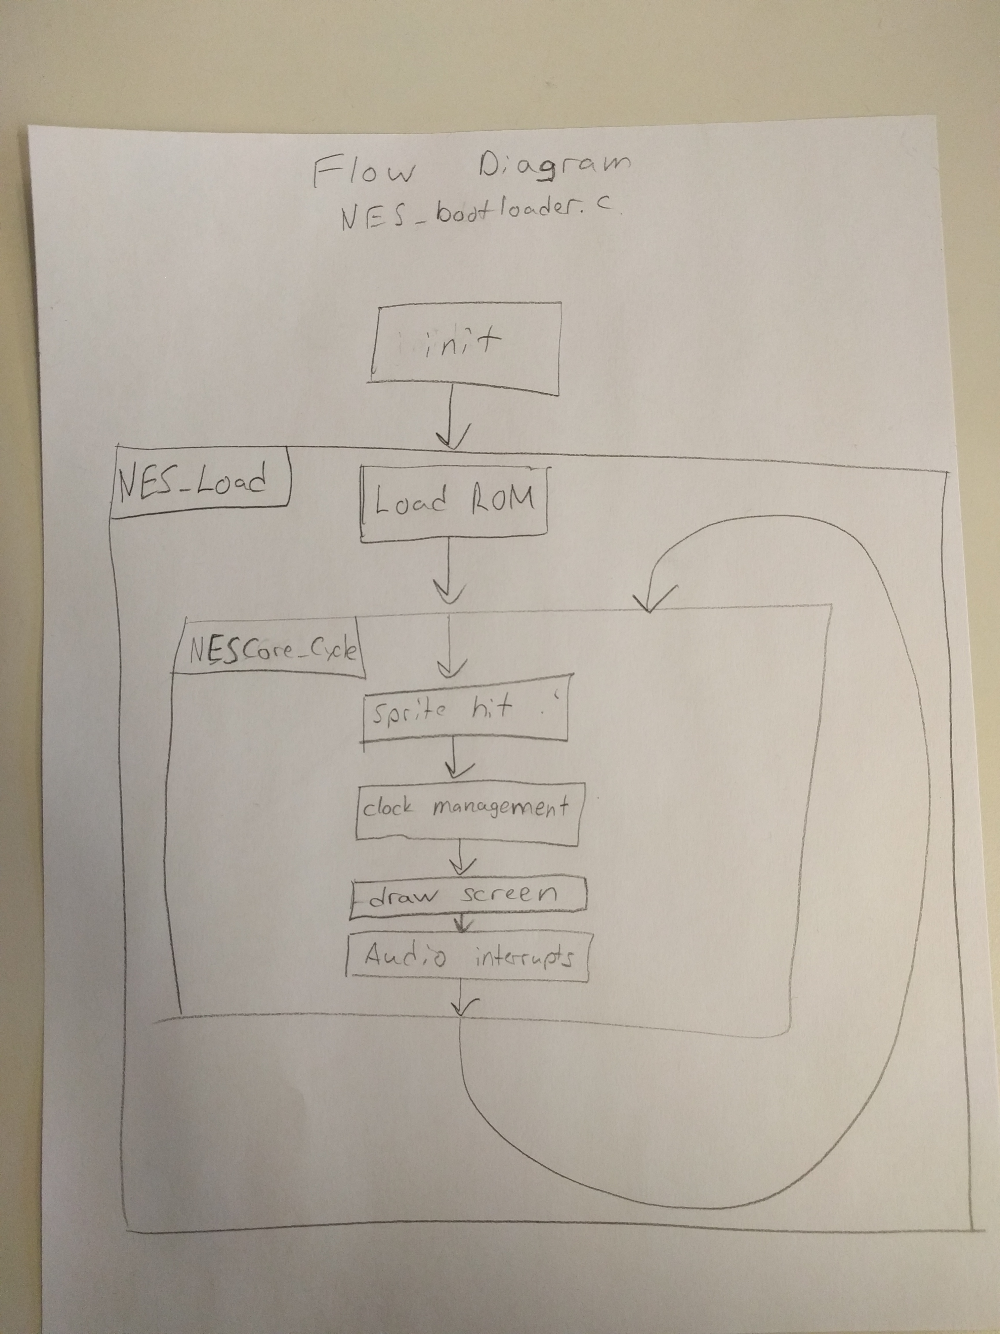 Flow Diagram
NES_bootloader.c
init
NES_Load
Load ROM
NESCore_Cycle
Sprite hit
clock management
draw screen
Audio interrupts